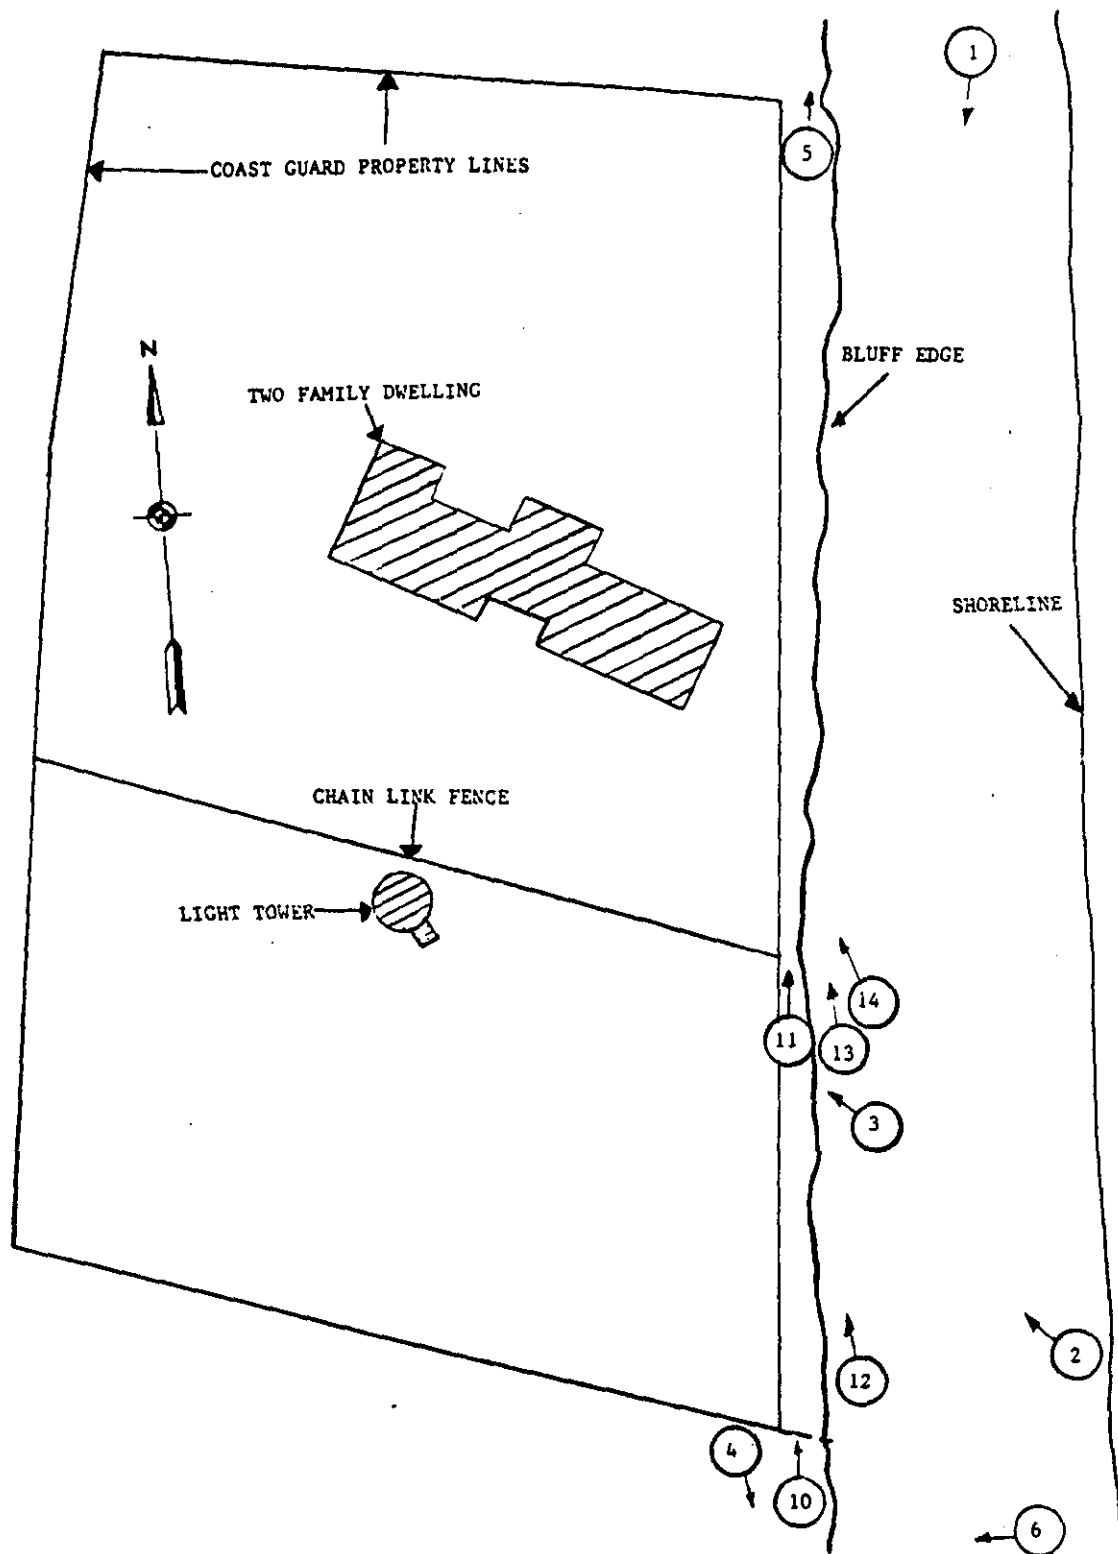 1
5
COAST GUARD PROPERTY LINES
N
BLUFF EDGE
TWO FAMILY DWELLING
SHORELINE
CHAIN LINK FENCE
LIGHT TOWER
14
11
13
3
2
12
4
10
6